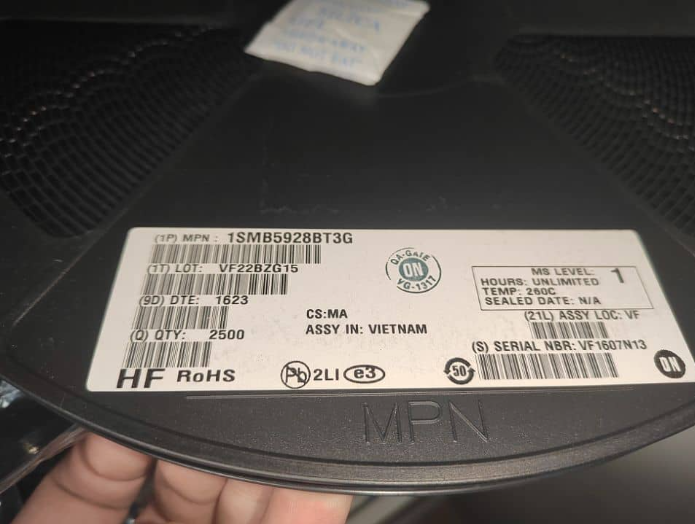 (1P) MPN : 1SMB5928BT3G
(1T) LOT: VF22BZG15
(9D) DTE: 1623
(Q) QTY: 2500
HF RoHS
CS:MA
ASSY IN: VIETNAM
Pb 2LI e3
QA-GATE
ON
VG-1317
MS LEVEL: 1
HOURS: UNLIMITED
TEMP: 260C
SEALED DATE: N/A
(21L) ASSY LOC: VF
(S) SERIAL NBR: VF1607N13
50
ON
MPN